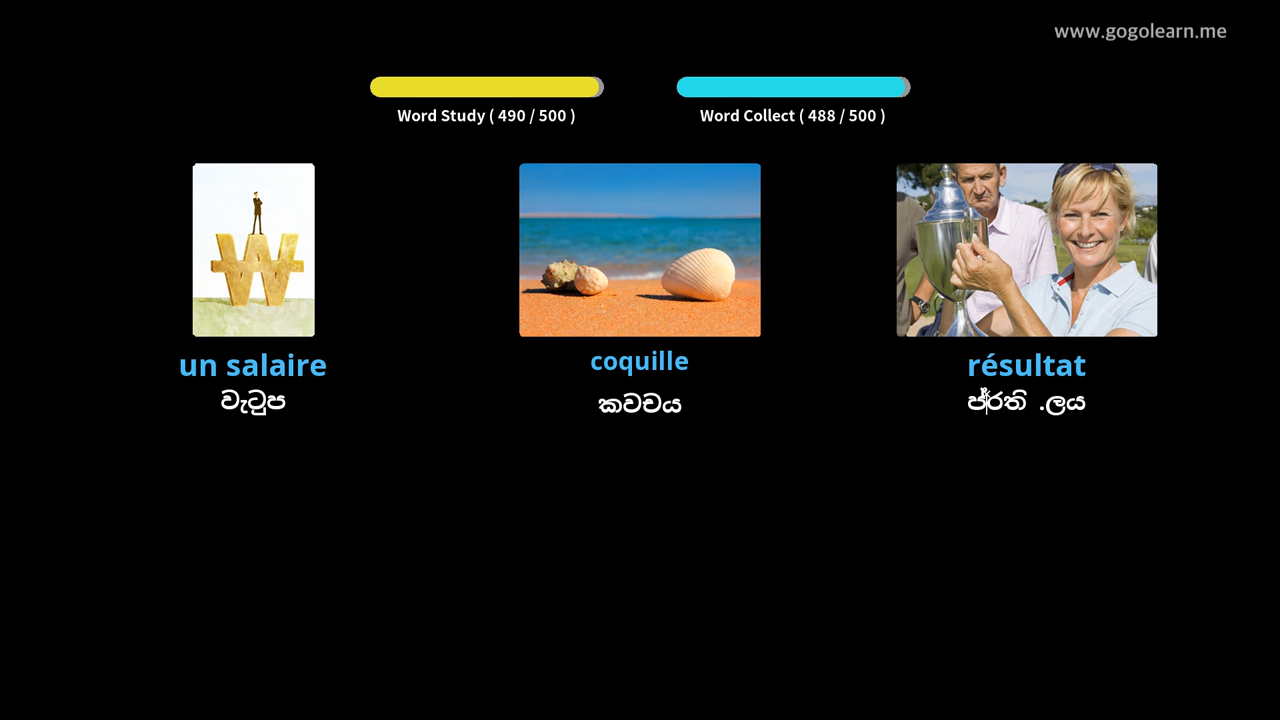 www.gogolearn.me
Word Study ( 490 / 500 )
Word Collect ( 488 / 500 )
un salaire
වැටුප
coquille
කවචය
résultat
ප්‍රති .ලය